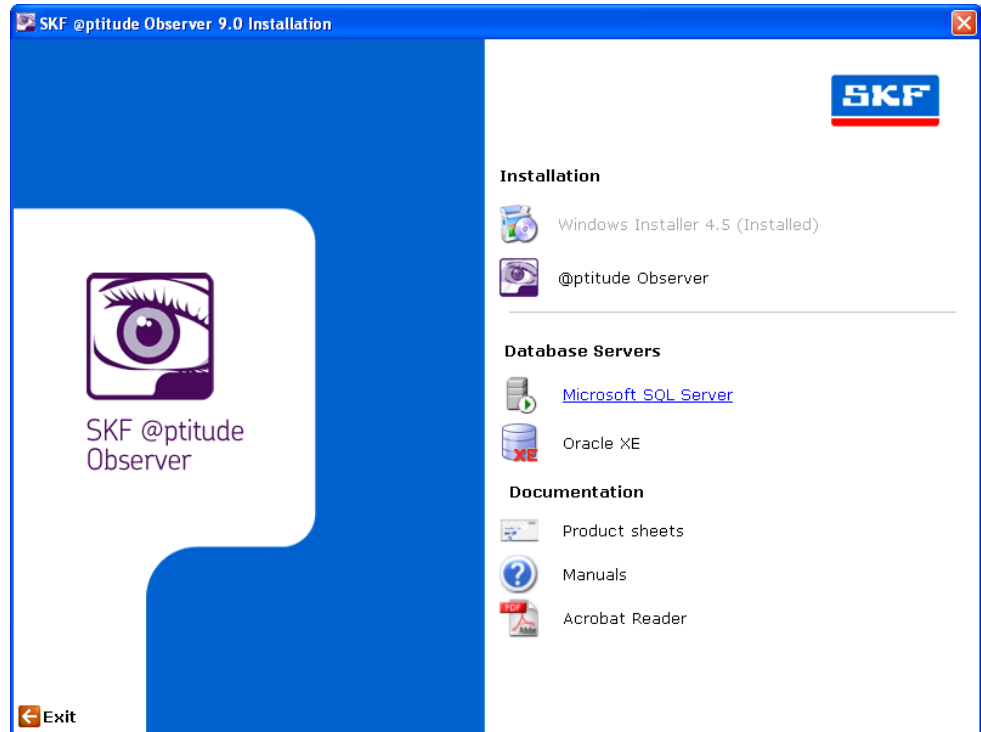 SKF @ptitude Observer 9.0 Installation
SKF
Installation
Windows Installer 4.5 (Installed)
@ptitude Observer
Database Servers
Microsoft SQL Server
XE
Oracle XE
Documentation
Product sheets
Manuals
PDF
Adobe
Acrobat Reader
SKF @ptitude
Observer
Exit